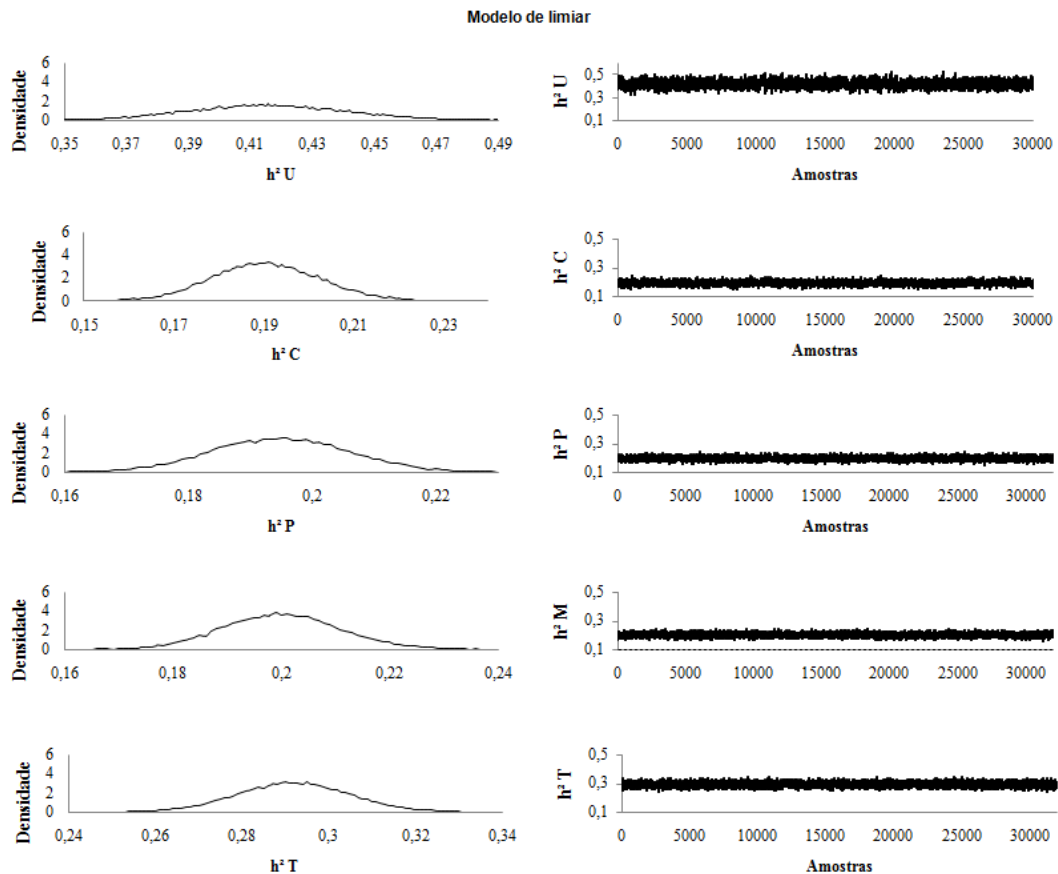 Modelo de limiar
Densidade
6
4
2
0
0,35 0,37 0,39 0,41 0,43 0,45 0,47 0,49
h² U
h² U
0,5
0,3
0,1
0 5000 10000 15000 20000 25000 30000
Amostras
Densidade
6
4
2
0
0,15 0,17 0,19 0,21 0,23
h² C
h² C
0,5
0,3
0,1
0 5000 10000 15000 20000 25000 30000
Amostras
Densidade
6
4
2
0
0,16 0,18 0,2 0,22
h² P
h² P
0,5
0,3
0,1
0 5000 10000 15000 20000 25000 30000
Amostras
Densidade
6
4
2
0
0,16 0,18 0,2 0,22 0,24
h² M
h² M
0,5
0,3
0,1
0 5000 10000 15000 20000 25000 30000
Amostras
Densidade
6
4
2
0
0,24 0,26 0,28 0,3 0,32 0,34
h² T
h² T
0,5
0,3
0,1
0 5000 10000 15000 20000 25000 30000
Amostras